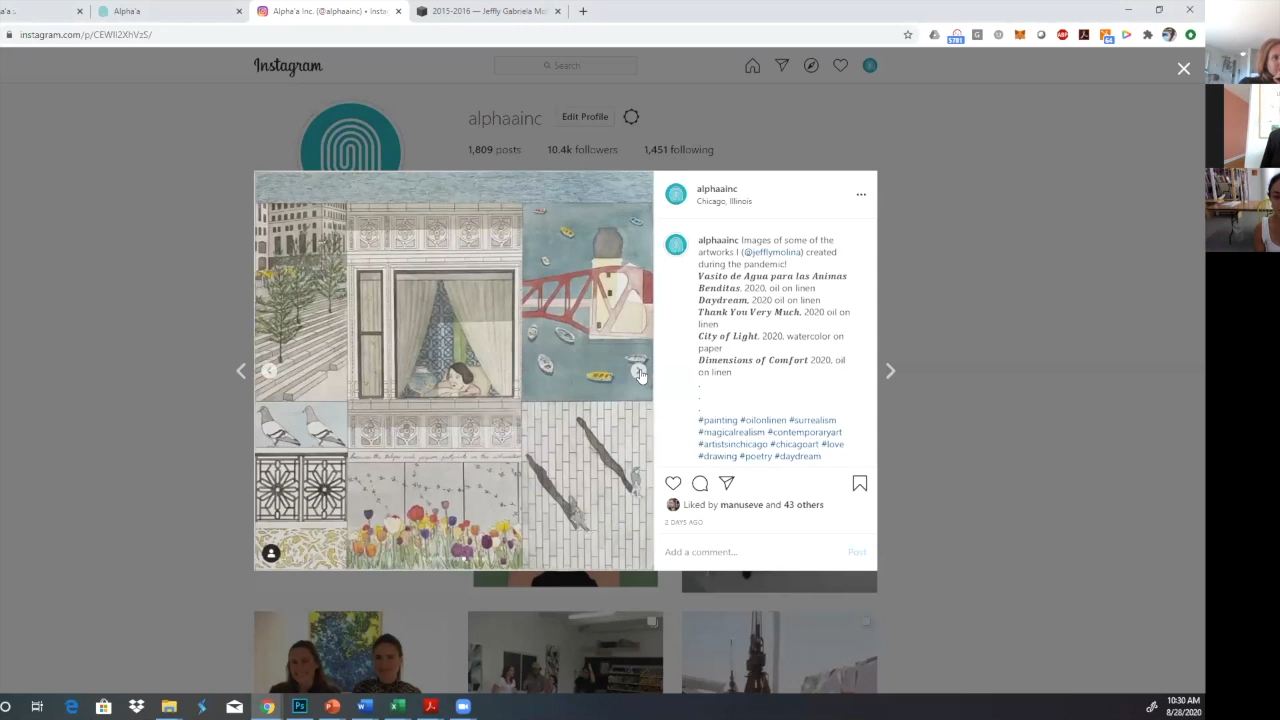 Alpha'a
Alpha'a Inc. (@alphaainc) • Insta
2015-2016 — Jeffly Gabriela Mo
instagram.com/p/CEWIl2XhVzS/
5781
ABP
64
Instagram
Search
alphaainc
Edit Profile
1,809 posts
10.4k followers
1,451 following
alphaainc
Chicago, Illinois
alphaainc Images of some of the
artworks I (@jefflymolina) created
during the pandemic!
Vasito de Agua para las Animas
Benditas, 2020, oil on linen
Daydream, 2020 oil on linen
Thank You Very Much, 2020 oil on
linen
City of Light, 2020, watercolor on
paper
Dimensions of Comfort 2020, oil
on linen
.
.
.
#painting #oilonlinen #surrealism
#magicalrealism #contemporaryart
#artistsinchicago #chicagoart #love
#drawing #poetry #daydream
Liked by manuseve and 43 others
2 DAYS AGO
Add a comment...
Post
10:30 AM
8/28/2020